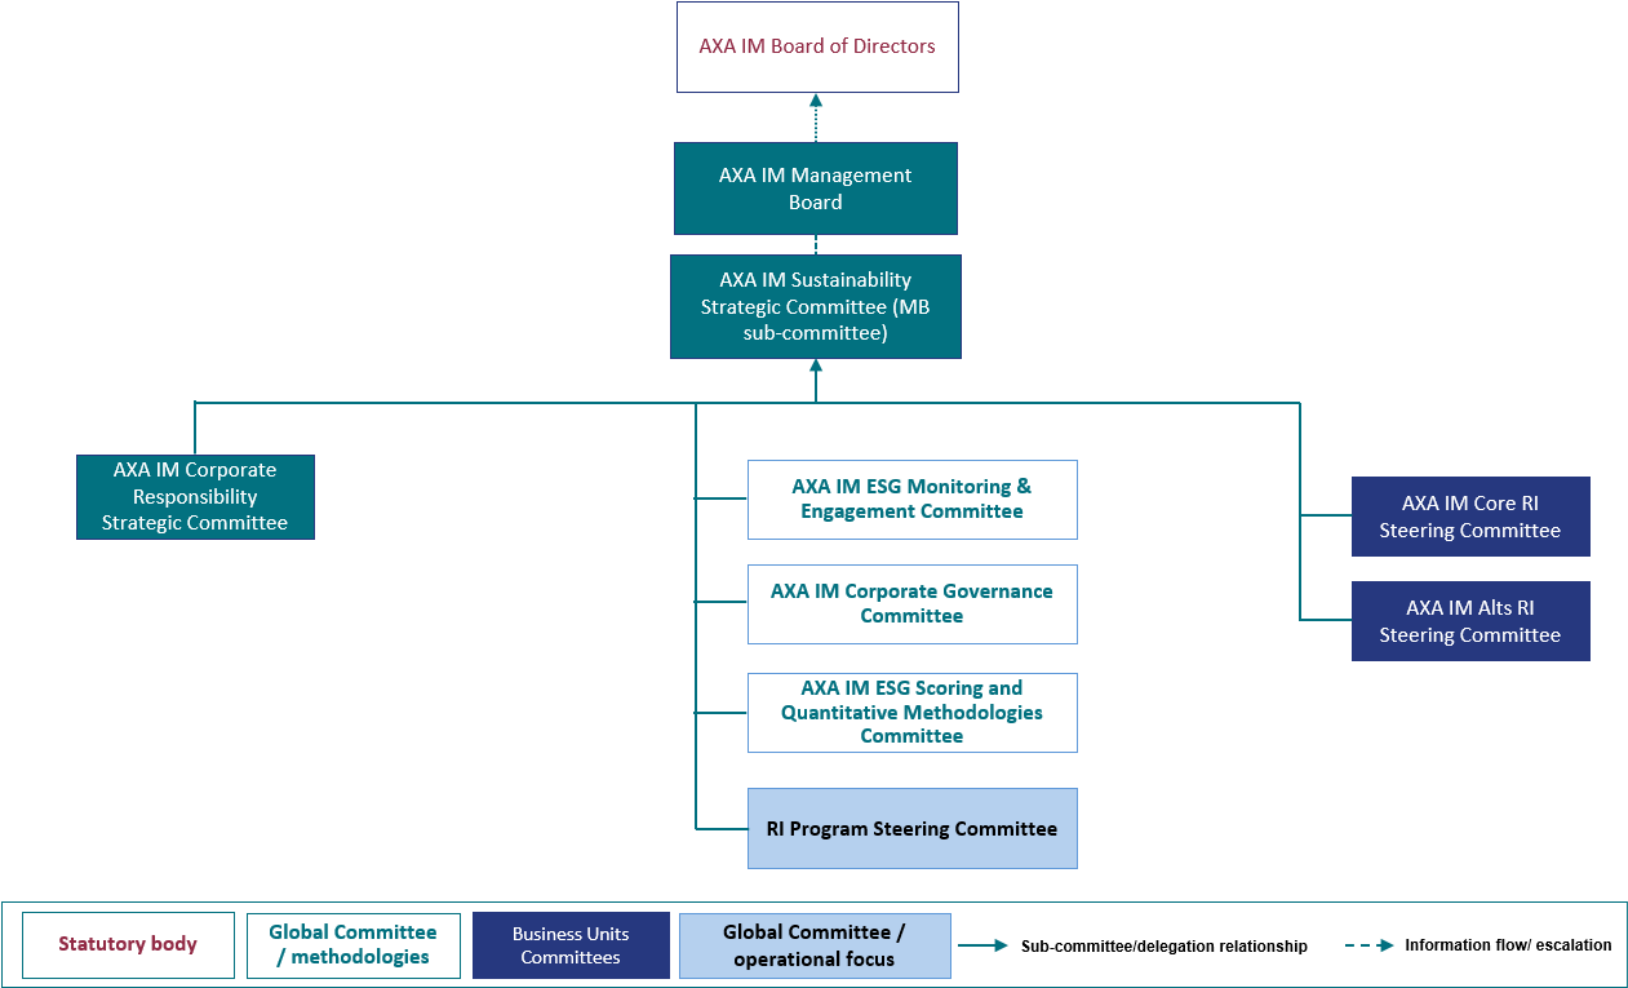 AXA IM Board of Directors
AXA IM Management
Board
AXA IM Sustainability
Strategic Committee (MB
sub-committee)
AXA IM Corporate
Responsibility
Strategic Committee
AXA IM ESG Monitoring &
Engagement Committee
AXA IM Corporate Governance
Committee
AXA IM ESG Scoring and
Quantitative Methodologies
Committee
RI Program Steering Committee
AXA IM Core RI
Steering Committee
AXA IM Alts RI
Steering Committee
Statutory body
Global Committee
/ methodologies
Business Units
Committees
Global Committee /
operational focus
Sub-committee/delegation relationship
Information flow/ escalation